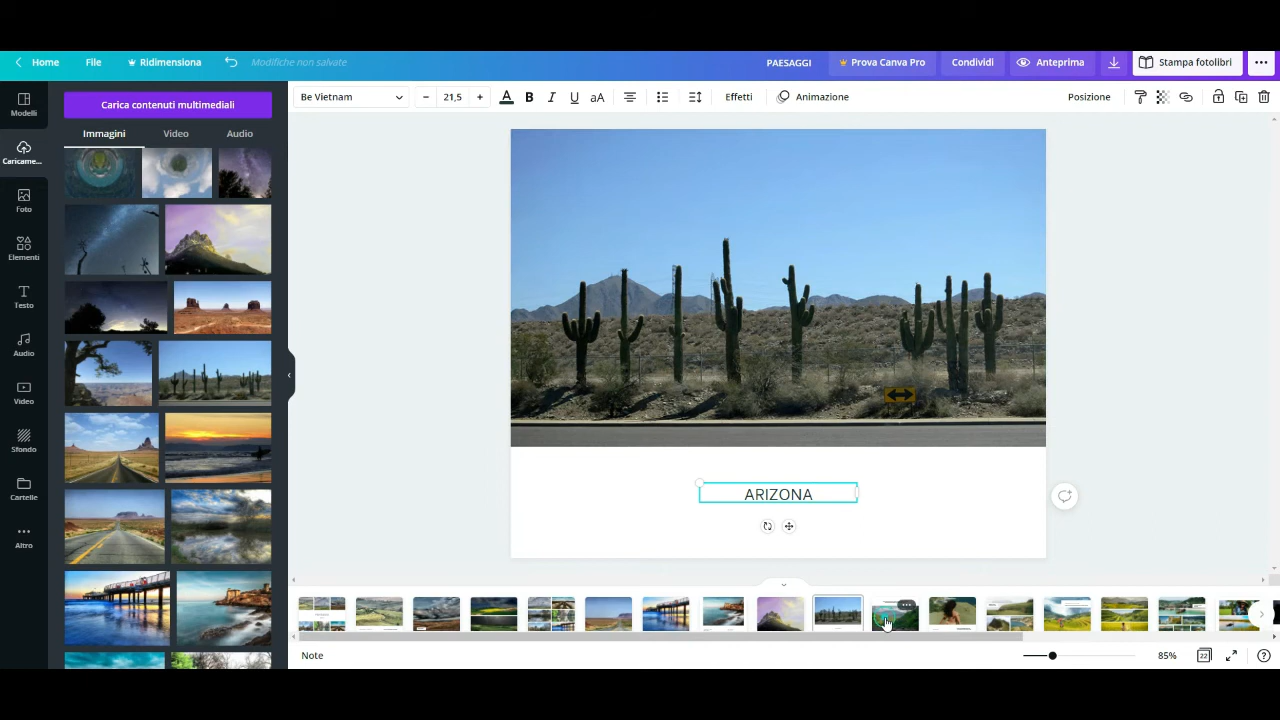 Home File Ridimensiona Modifiche non salvate PAESAGGI Prova Canva Pro Condividi Anteprima Stampa fotolibri
Modelli
Caricame...
Foto
Elementi
Testo
Audio
Video
Sfondo
Cartelle
Altro
Carica contenuti multimediali
Immagini Video Audio
Be Vietnam − 21,5 + A B I U aA Effetti Animazione Posizione
ARIZONA
Note 85% 22